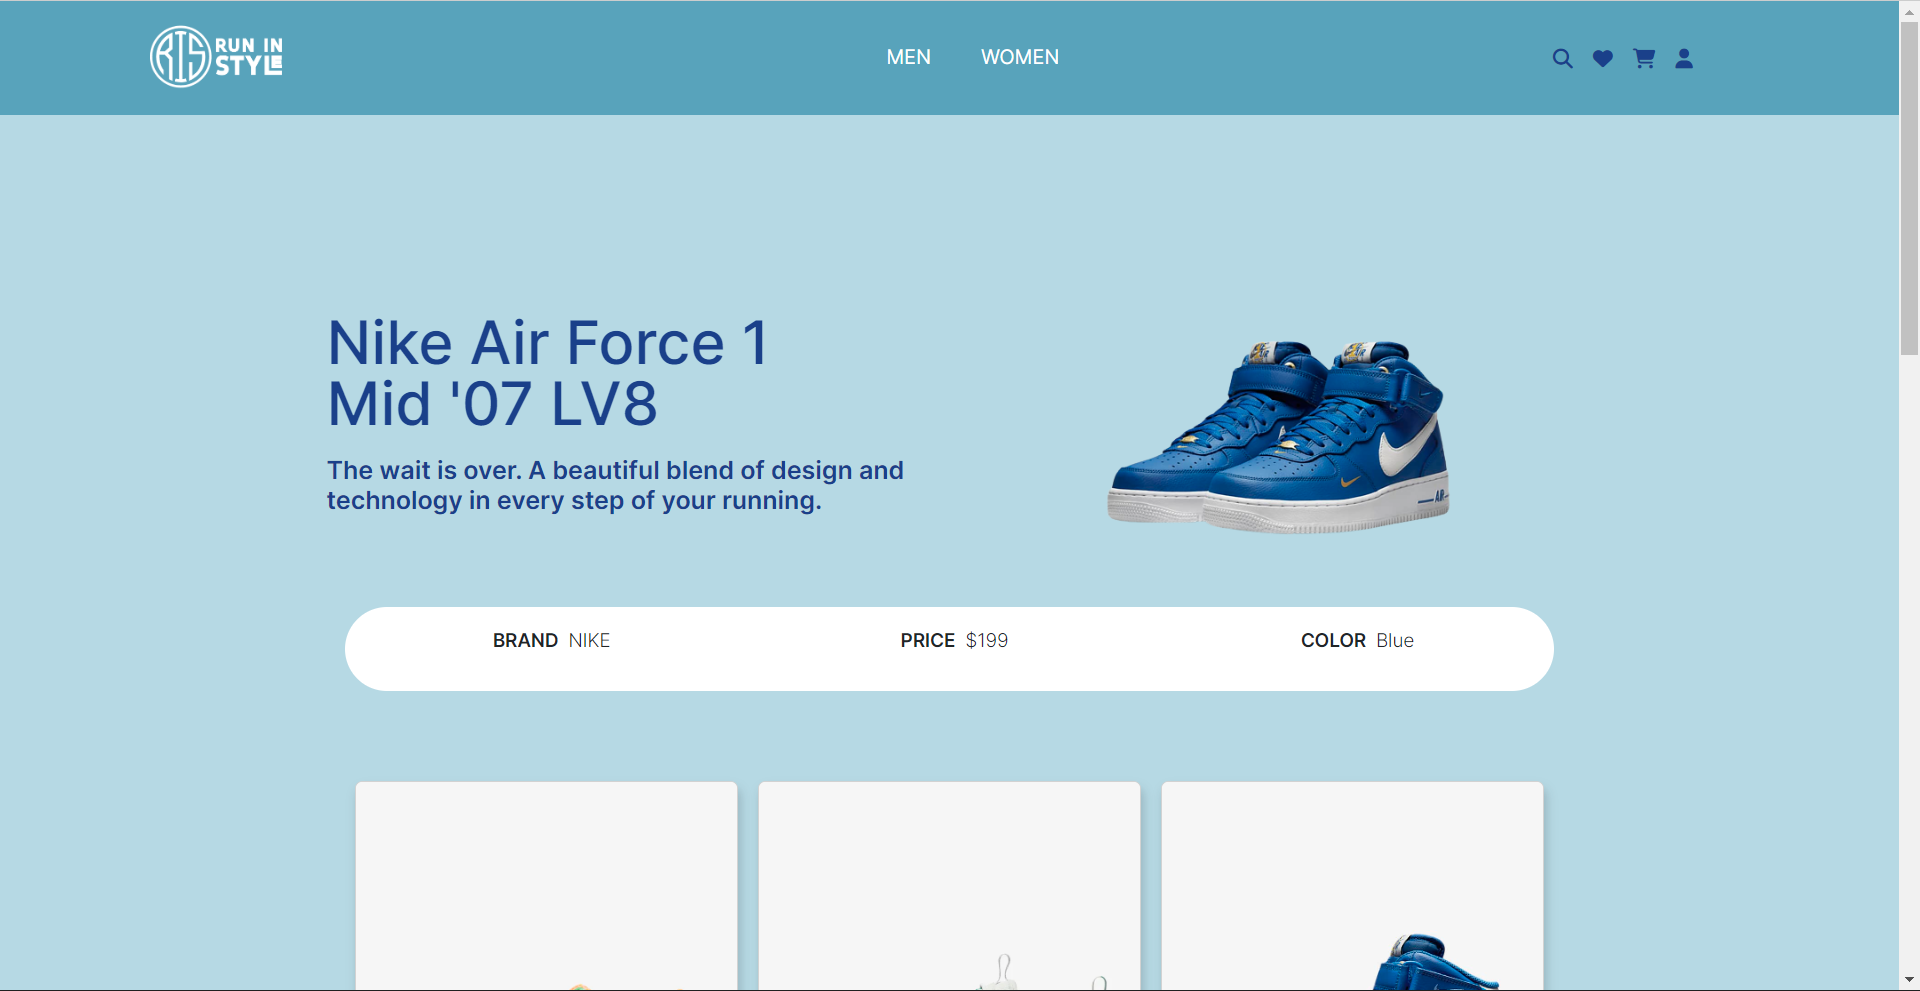 RIS RUN IN
STYLE
MEN WOMEN
Nike Air Force 1
Mid '07 LV8
The wait is over. A beautiful blend of design and
technology in every step of your running.
AIR
BRAND NIKE PRICE $199 COLOR Blue